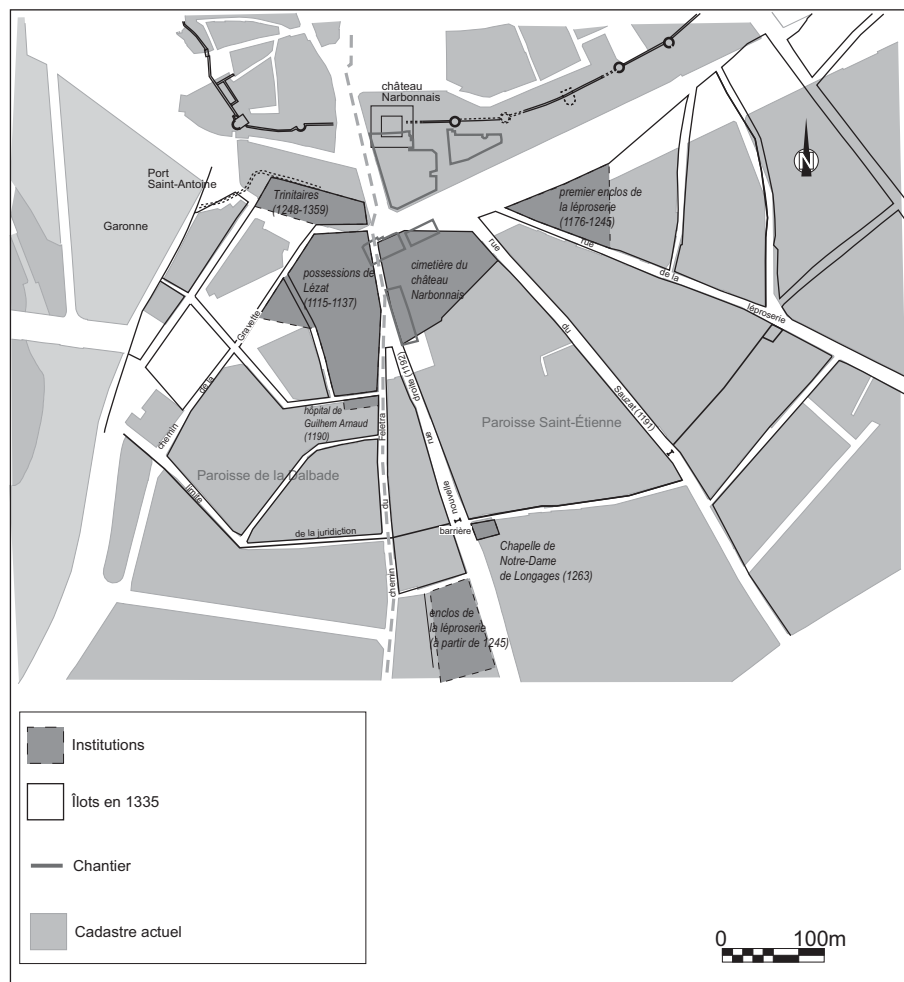 château
Narbonnais
Port
Saint-Antoine
Garonne
Trinitaires
(1248-1359)
premier enclos de
la léproserie
(1176-1245)
N
possessions de
Lézat
(1115-1137)
cimetière du
château
Narbonnais
rue
de la
léproserie
rue
du
Sauzat (1191)
chemin
de la
Gravette
hôpital de
Guilhem Arnaud
(1190)
rue
droite (1192)
nouvelle
Paroisse Saint-Étienne
Paroisse de la Dalbade
chemin
du
Férétra
limite
de la juridiction
barrière
Chapelle de
Notre-Dame
de Longages (1263)
enclos de
la léproserie
(à partir de 1245)
Institutions
Îlots en 1335
Chantier
Cadastre actuel
0 100m